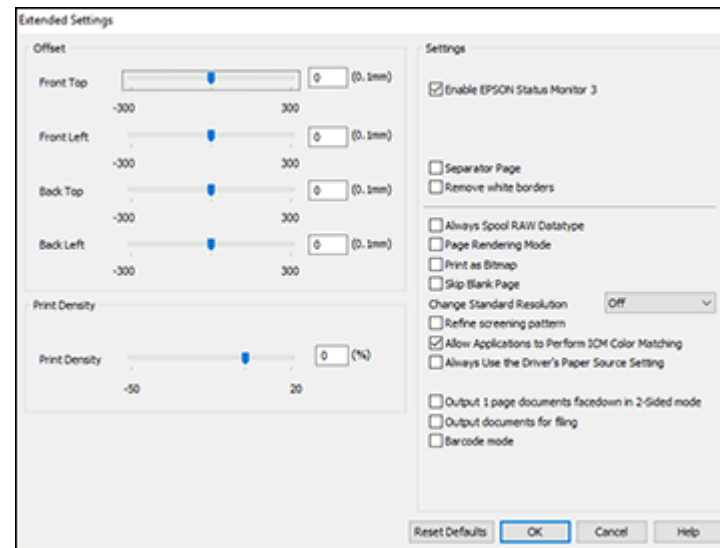 Extended Settings
Offset
Front Top
0
(0.1mm)
-300
300
Front Left
0
(0.1mm)
-300
300
Back Top
0
(0.1mm)
-300
300
Back Left
0
(0.1mm)
-300
300
Print Density
Print Density
0
(%)
-50
20
Settings
Enable EPSON Status Monitor 3
Separator Page
Remove white borders
Always Spool RAW Datatype
Page Rendering Mode
Print as Bitmap
Skip Blank Page
Change Standard Resolution
Off
Refine screening pattern
Allow Applications to Perform ICM Color Matching
Always Use the Driver's Paper Source Setting
Output 1 page documents facedown in 2-Sided mode
Output documents for filing
Barcode mode
Reset Defaults
OK
Cancel
Help